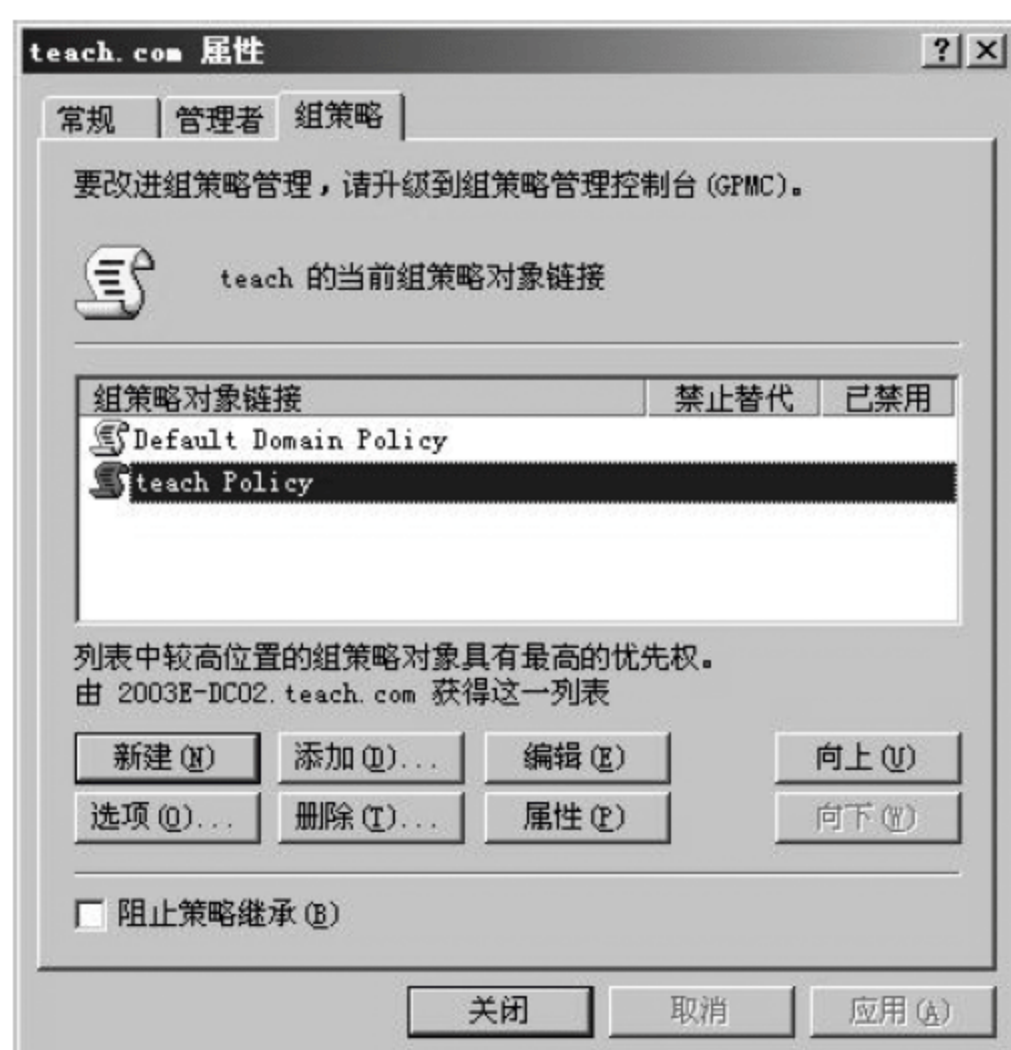 teach.com 属性
常规 管理者 组策略
要改进组策略管理，请升级到组策略管理控制台(GPMC)。
teach 的当前组策略对象链接
组策略对象链接 禁止替代 已禁用
Default Domain Policy
teach Policy
列表中较高位置的组策略对象具有最高的优先权。
由 2003E-DC02.teach.com 获得这一列表
新建(N) 添加(D)... 编辑(E) 向上(U)
选项(O)... 删除(T)... 属性(P) 向下(W)
阻止策略继承(B)
关闭 取消 应用(A)